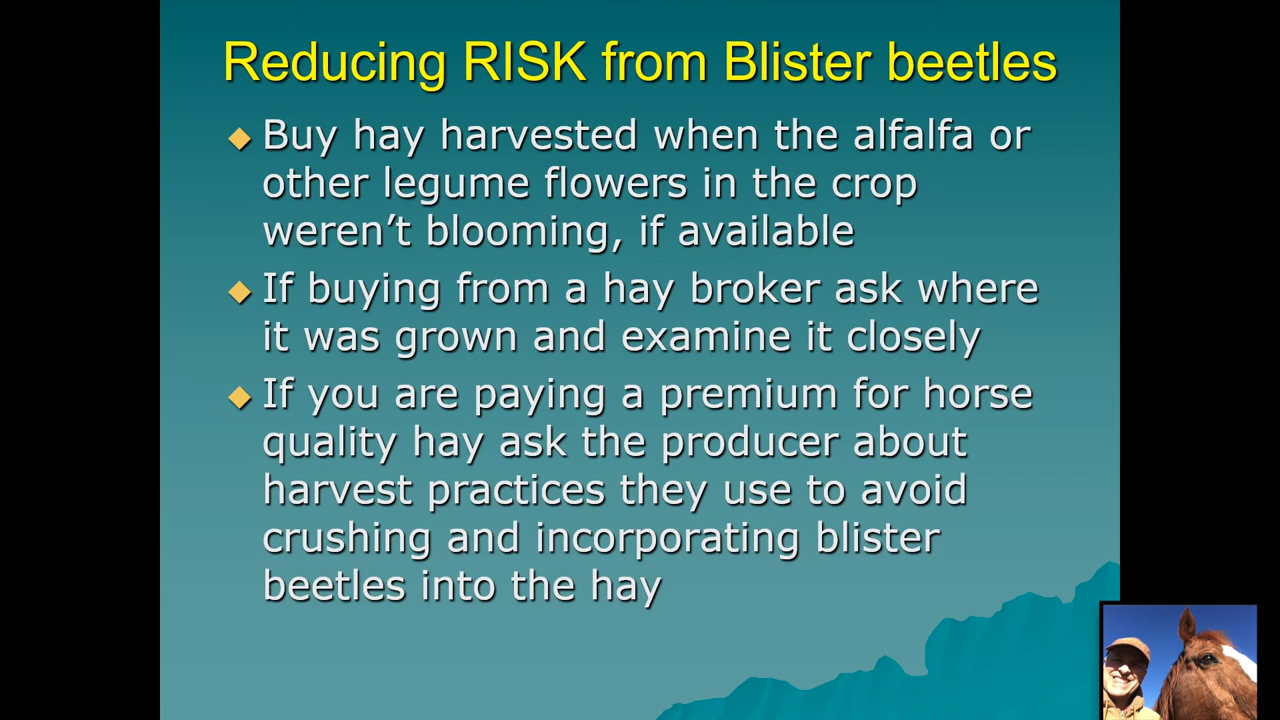 Reducing RISK from Blister beetles
Buy hay harvested when the alfalfa or
other legume flowers in the crop
weren’t blooming, if available
If buying from a hay broker ask where
it was grown and examine it closely
If you are paying a premium for horse
quality hay ask the producer about
harvest practices they use to avoid
crushing and incorporating blister
beetles into the hay